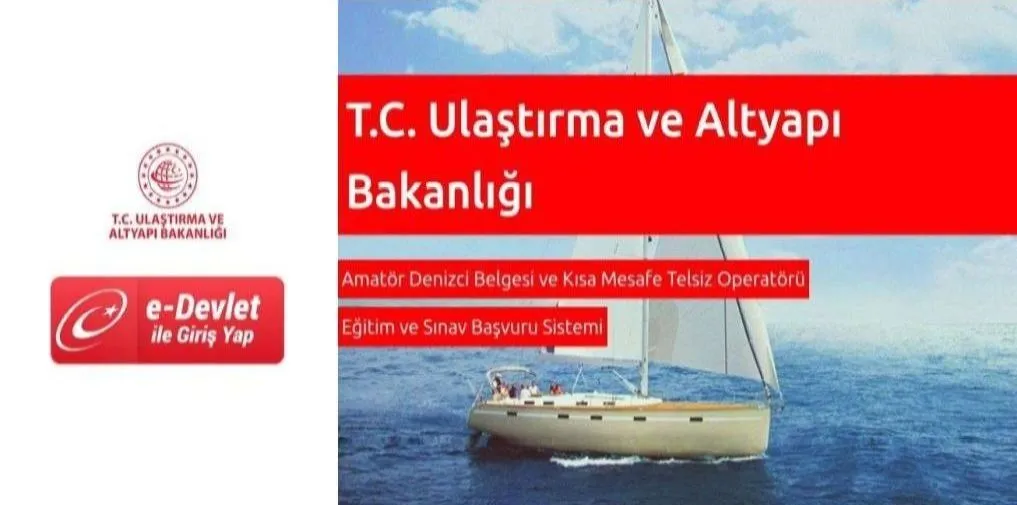 T.C. ULAŞTIRMA VE
ALTYAPI BAKANLIĞI
e-Devlet
ile Giriş Yap
T.C. Ulaştırma ve Altyapı
Bakanlığı
Amatör Denizci Belgesi ve Kısa Mesafe Telsiz Operatörü
Eğitim ve Sınav Başvuru Sistemi